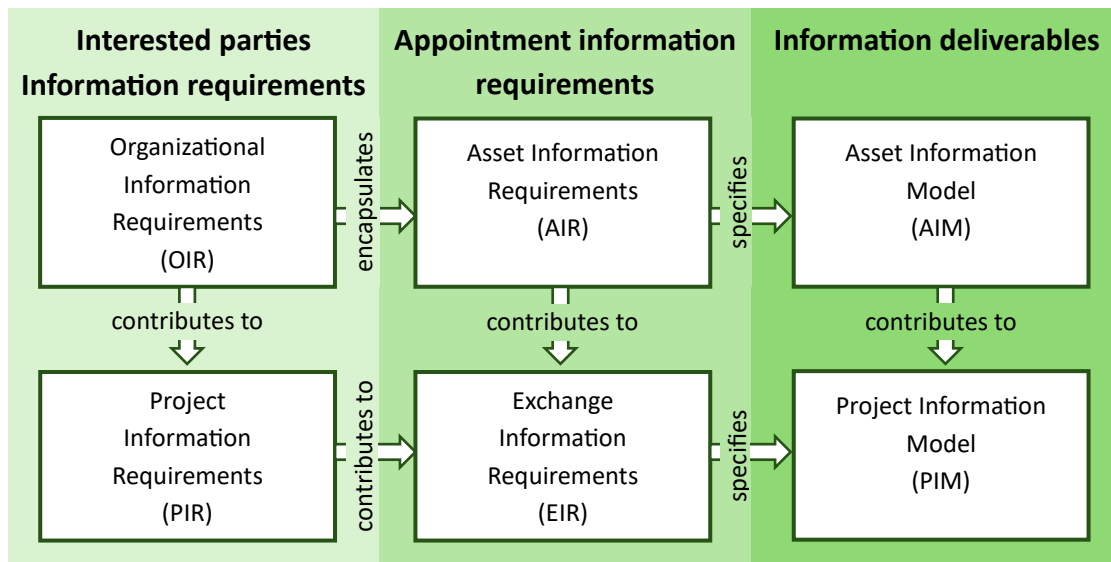 Interested parties
Information requirements
Appointment information
requirements
Information deliverables
Organizational
Information
Requirements
(OIR)
encapsulates
Asset Information
Requirements
(AIR)
specifies
Asset Information
Model
(AIM)
contributes to
contributes to
contributes to
Project
Information
Requirements
(PIR)
contributes to
Exchange
Information
Requirements
(EIR)
specifies
Project Information
Model
(PIM)